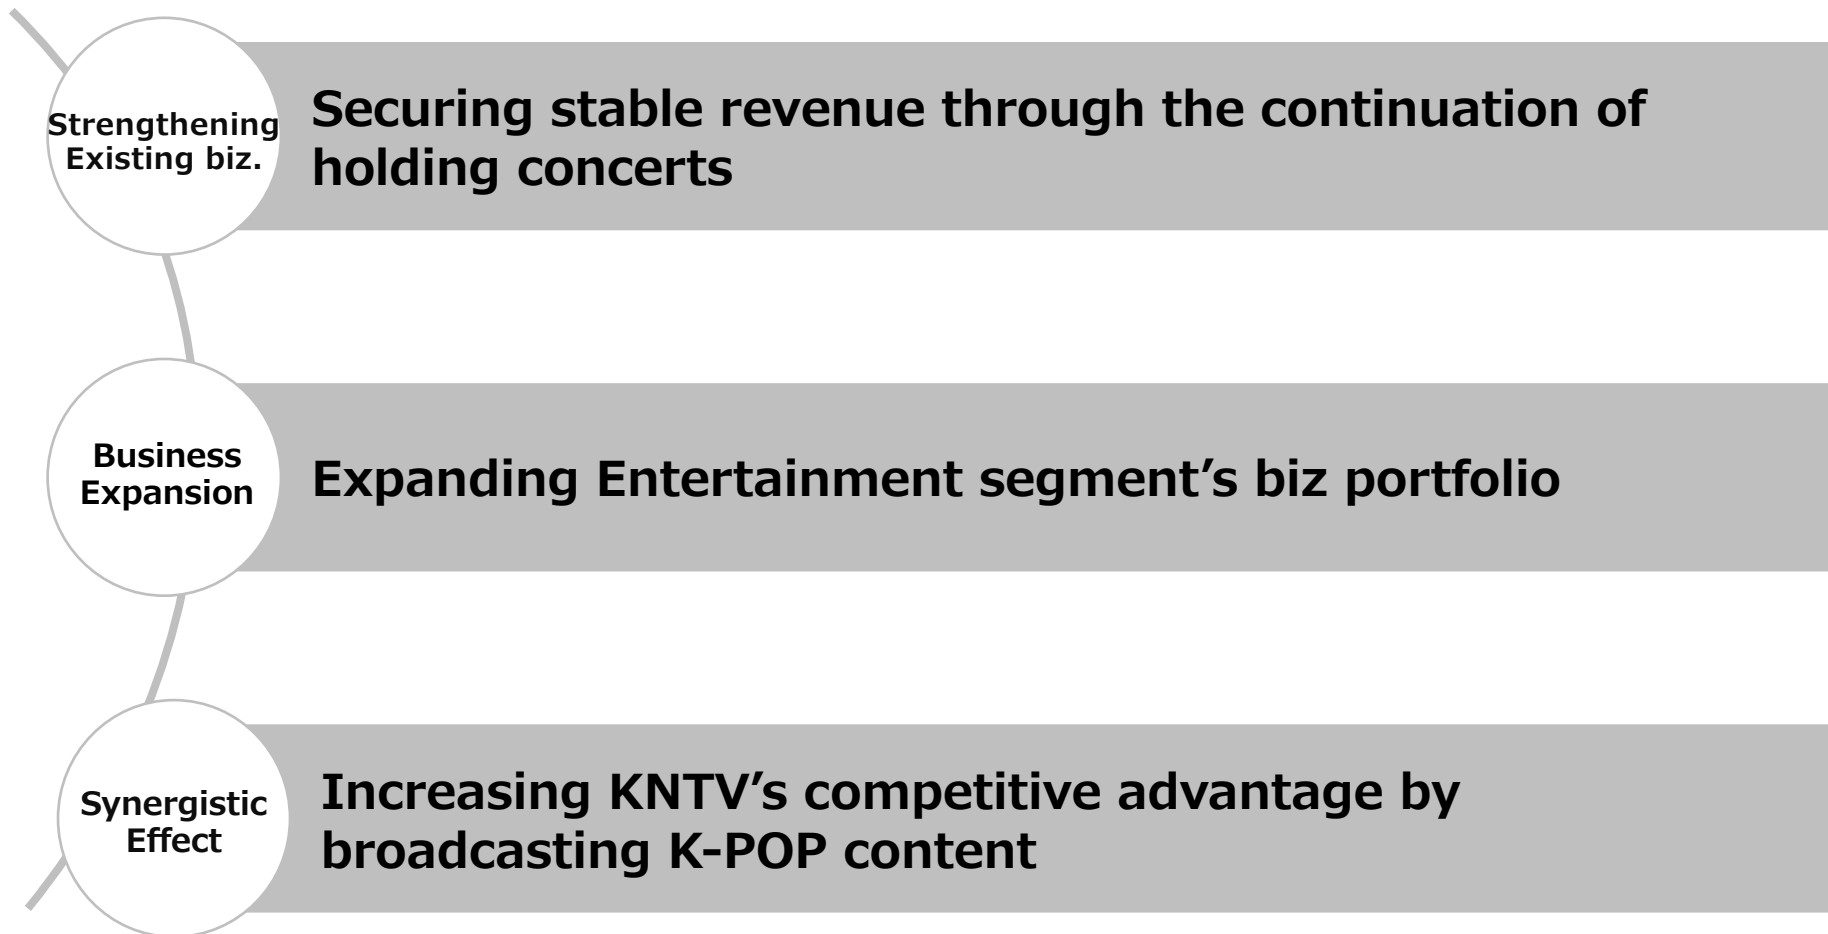 Strengthening
Existing biz.
Securing stable revenue through the continuation of
holding concerts
Business
Expansion
Expanding Entertainment segment’s biz portfolio
Synergistic
Effect
Increasing KNTV’s competitive advantage by
broadcasting K-POP content